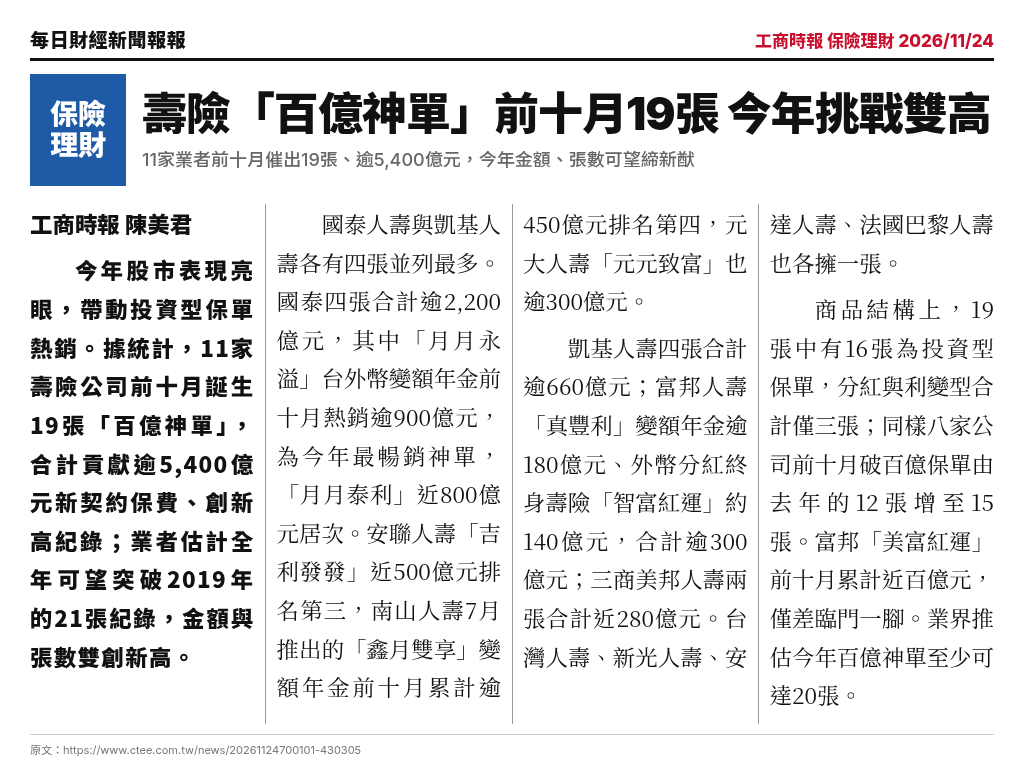 每日財經新聞報報
工商時報 保險理財 2026/11/24
保險
理財
壽險「百億神單」前十月19張 今年挑戰雙高
11家業者前十月催出19張、逾5,400億元，今年金額、張數可望締新猷
工商時報 陳美君
今年股市表現亮
眼，帶動投資型保單
熱銷。據統計，11家
壽險公司前十月誕生
19張「百億神單」，
合計貢獻逾5,400億
元新契約保費、創新
高紀錄；業者估計全
年可望突破2019年
的21張紀錄，金額與
張數雙創新高。
國泰人壽與凱基人
壽各有四張並列最多。
國泰四張合計逾2,200
億元，其中「月月永
溢」台外幣變額年金前
十月熱銷逾900億元，
為今年最暢銷神單，
「月月泰利」近800億
元居次。安聯人壽「吉
利發發」近500億元排
名第三，南山人壽7月
推出的「鑫月雙享」變
額年金前十月累計逾
450億元排名第四，元
大人壽「元元致富」也
逾300億元。
凱基人壽四張合計
逾660億元；富邦人壽
「真豐利」變額年金逾
180億元、外幣分紅終
身壽險「智富紅運」約
140億元，合計逾300
億元；三商美邦人壽兩
張合計近280億元。台
灣人壽、新光人壽、安
達人壽、法國巴黎人壽
也各擁一張。
商品結構上，19
張中有16張為投資型
保單，分紅與利變型合
計僅三張；同樣八家公
司前十月破百億保單由
去年的12張增至15
張。富邦「美富紅運」
前十月累計近百億元，
僅差臨門一腳。業界推
估今年百億神單至少可
達20張。
原文：https://www.ctee.com.tw/news/20261124700101-430305